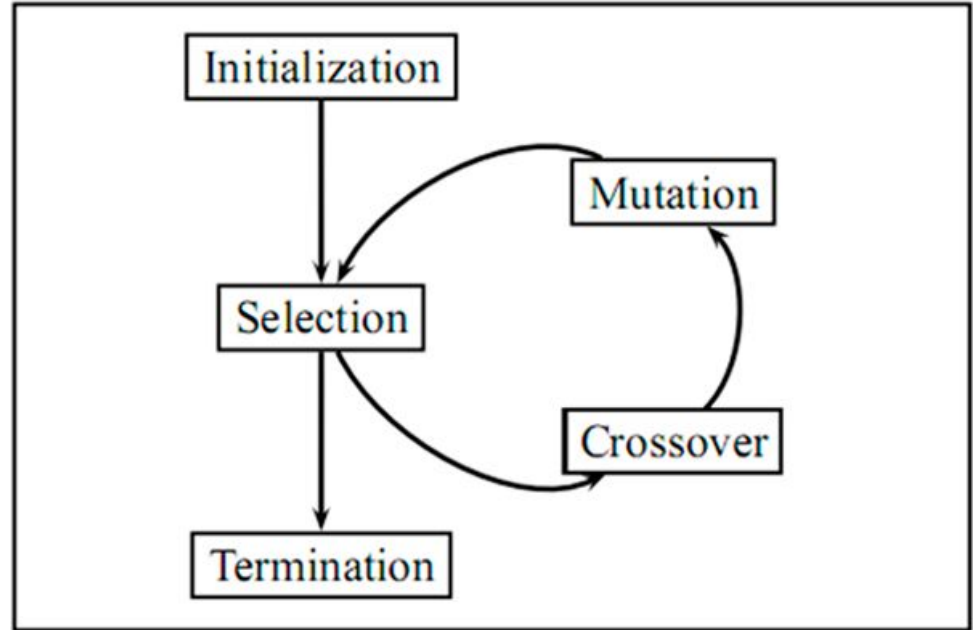 Initialization
Mutation
Selection
Crossover
Termination